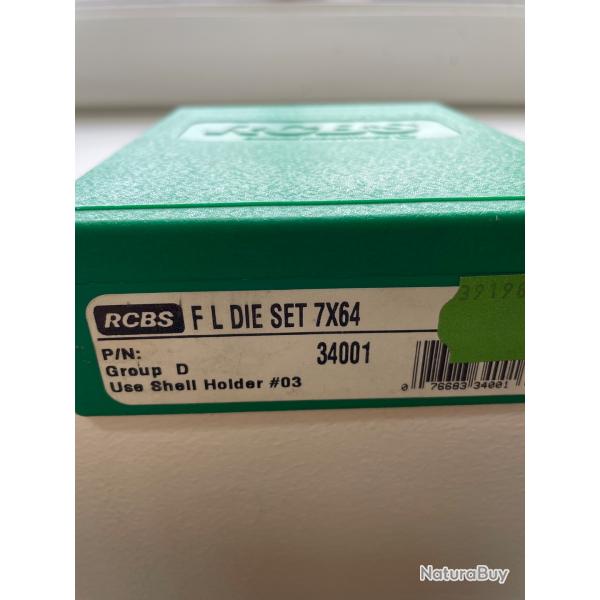 RCBS
RCBS F L DIE SET 7X64
P/N: 34001
Group D
Use Shell Holder #03
0 76683 34001
NaturaBuy